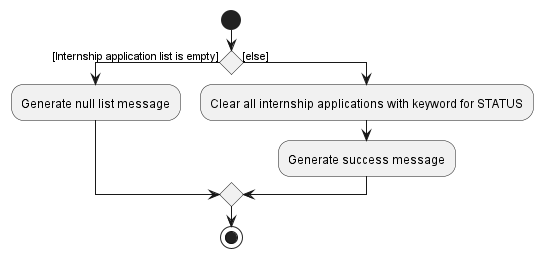 [Internship application list is empty]
[else]
Generate null list message
Clear all internship applications with keyword for STATUS
Generate success message